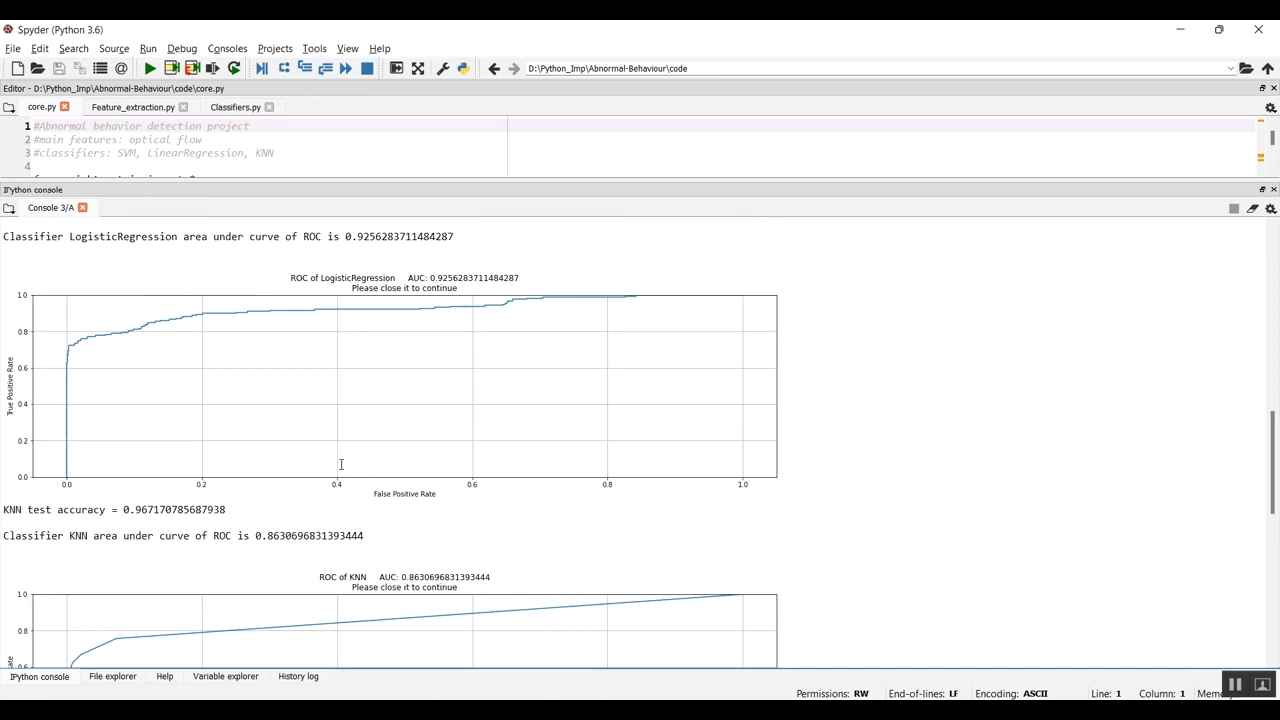 Spyder (Python 3.6)
File Edit Search Source Run Debug Consoles Projects Tools View Help
D:\Python_Imp\Abnormal-Behaviour\code
Editor - D:\Python_Imp\Abnormal-Behaviour\code\core.py
core.py Feature_extraction.py Classifiers.py
1 #Abnormal behavior detection project
2 #main features: optical flow
3 #classifiers: SVM, LinearRegression, KNN
4
IPython console
Console 3/A
Classifier LogisticRegression area under curve of ROC is 0.9256283711484287
ROC of LogisticRegression AUC: 0.9256283711484287
Please close it to continue
1.0
0.8
0.6
0.4
0.2
0.0
True Positive Rate
0.0 0.2 0.4 0.6 0.8 1.0
False Positive Rate
KNN test accuracy = 0.967170785687938
Classifier KNN area under curve of ROC is 0.8630696831393444
ROC of KNN AUC: 0.8630696831393444
Please close it to continue
1.0
0.8
0.6
IPython console File explorer Help Variable explorer History log
Permissions: RW End-of-lines: LF Encoding: ASCII Line: 1 Column: 1